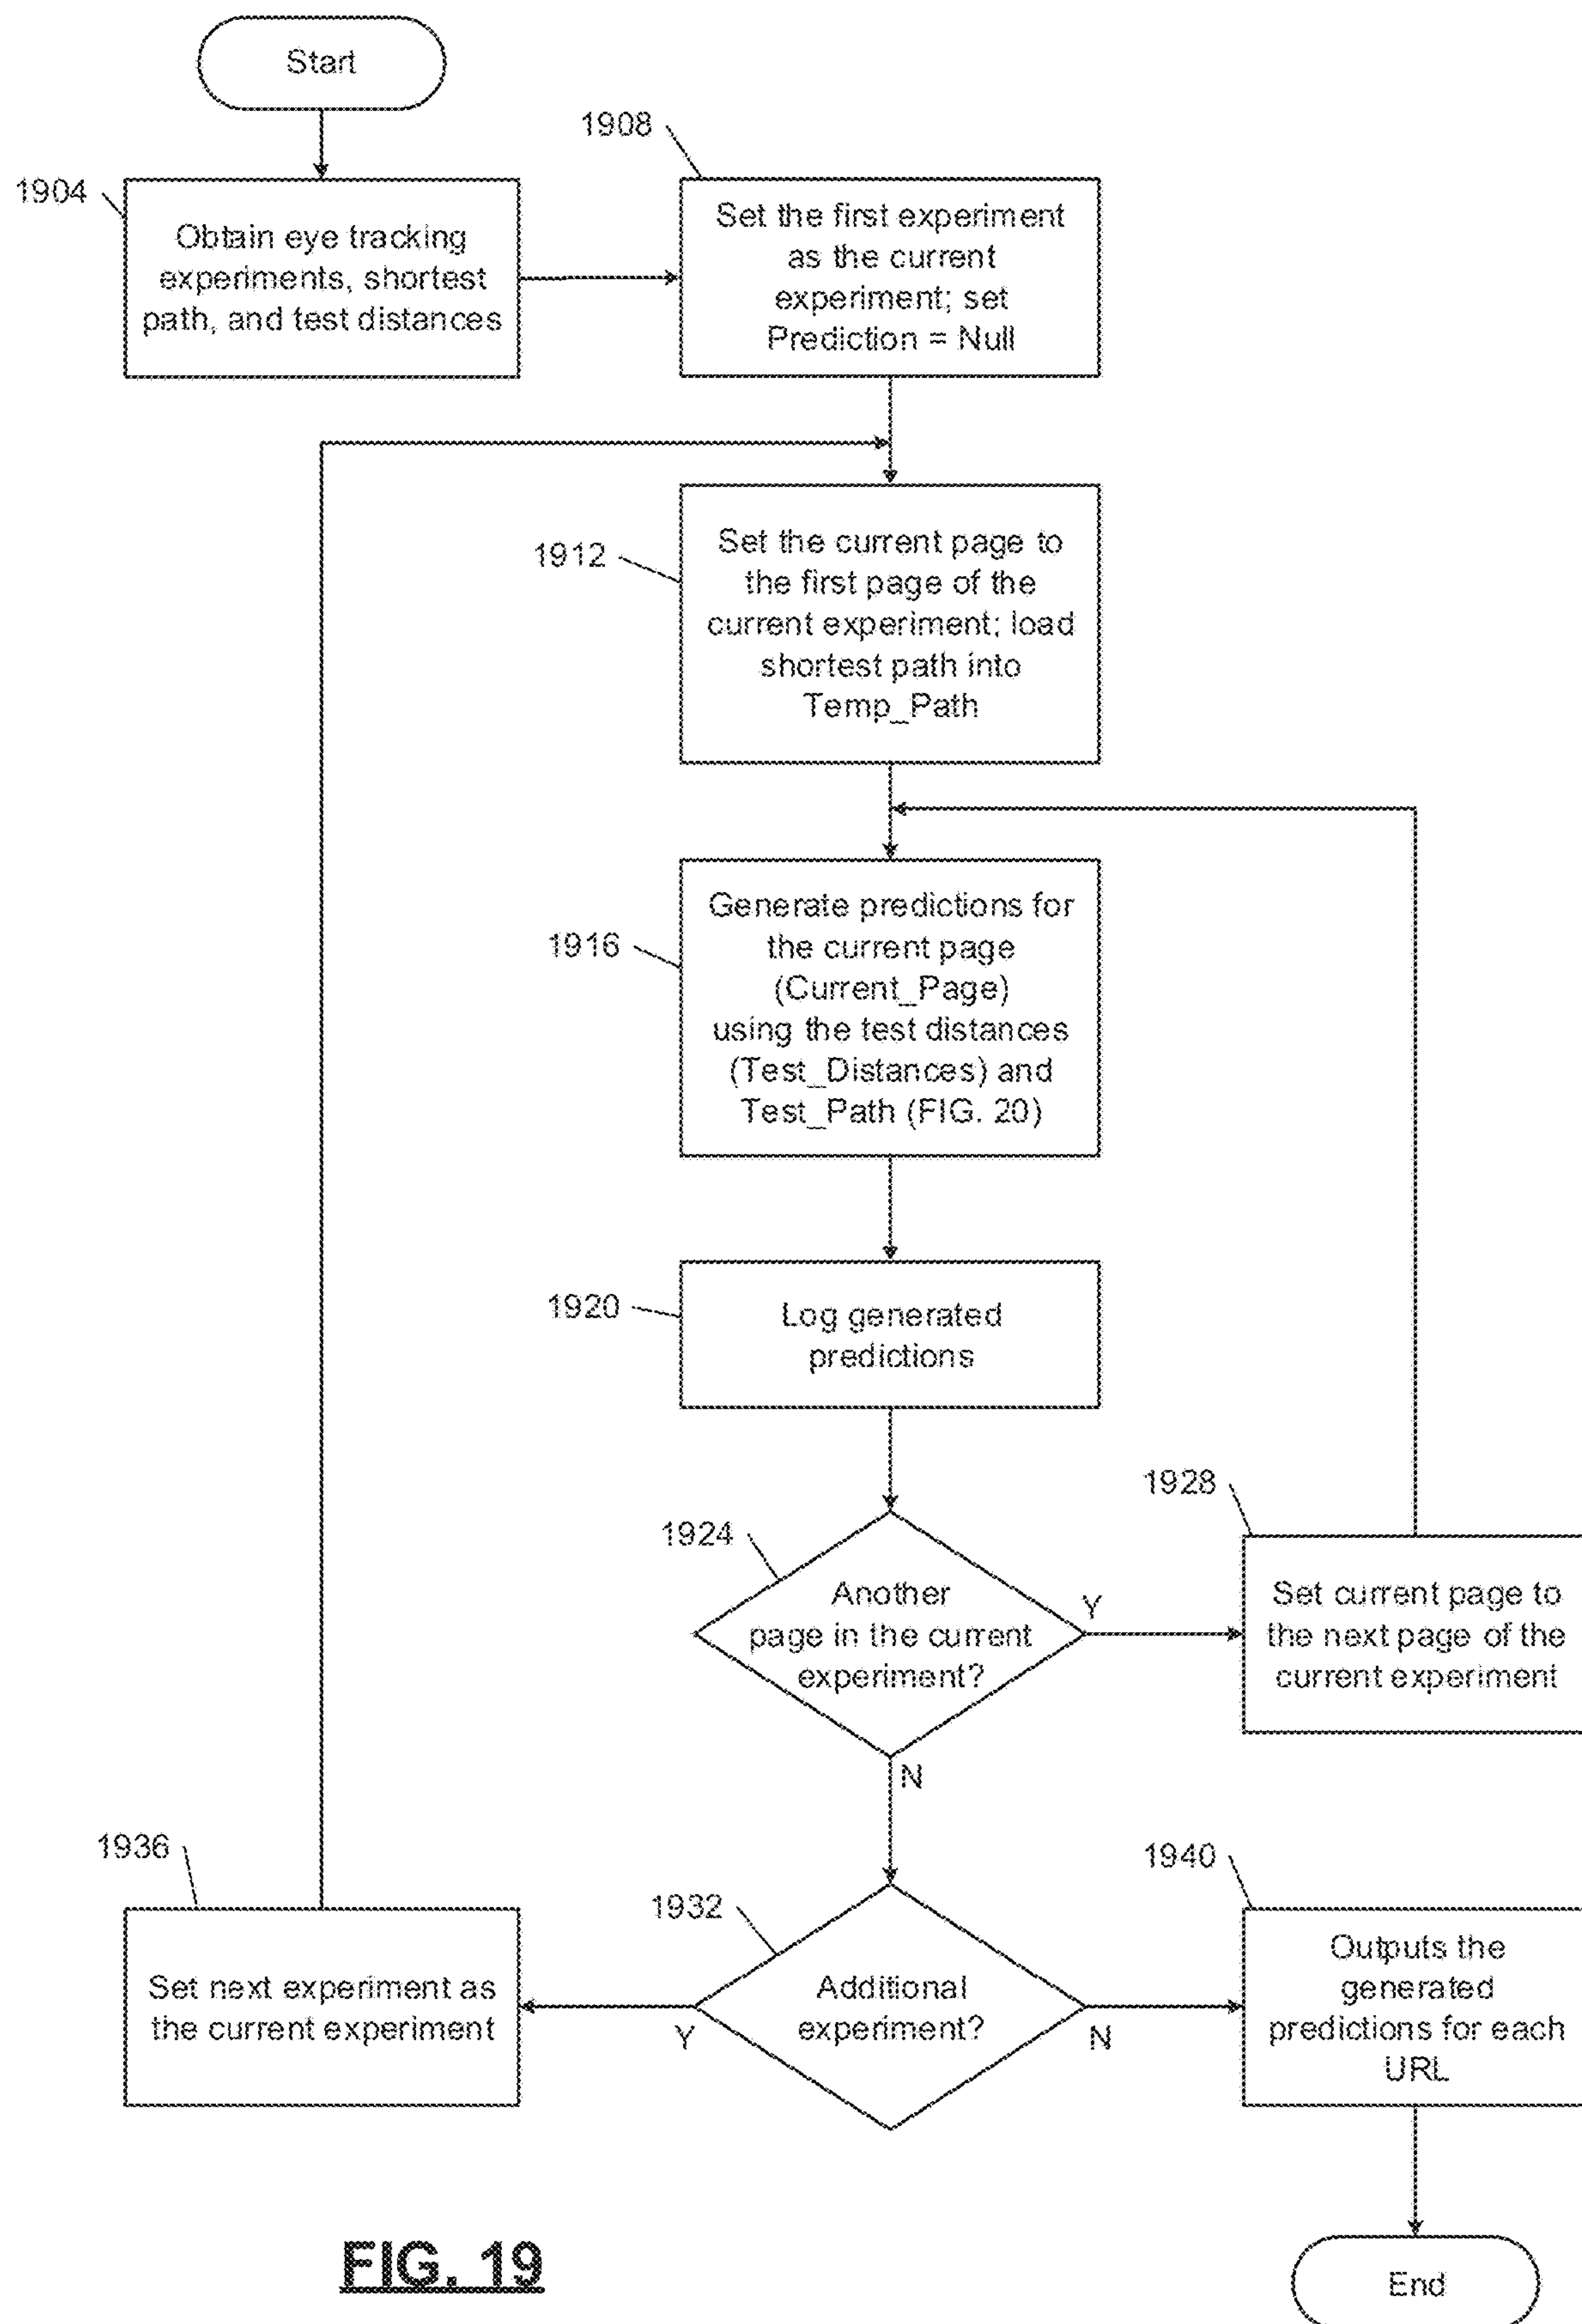 Start
1904
Obtain eye tracking
experiments, shortest
path, and test distances
1908
Set the first experiment
as the current
experiment; set
Prediction = Null
1912
Set the current page to
the first page of the
current experiment; load
shortest path into
Temp_Path
1916
Generate predictions for
the current page
(Current_Page)
using the test distances
(Test_Distances) and
Test_Path (FIG. 20)
1920
Log generated
predictions
1924
Another
page in the current
experiment?
Y
N
1928
Set current page to
the next page of the
current experiment
1932
Additional
experiment?
Y
N
1936
Set next experiment as
the current experiment
1940
Outputs the
generated
predictions for each
URL
End
FIG. 19